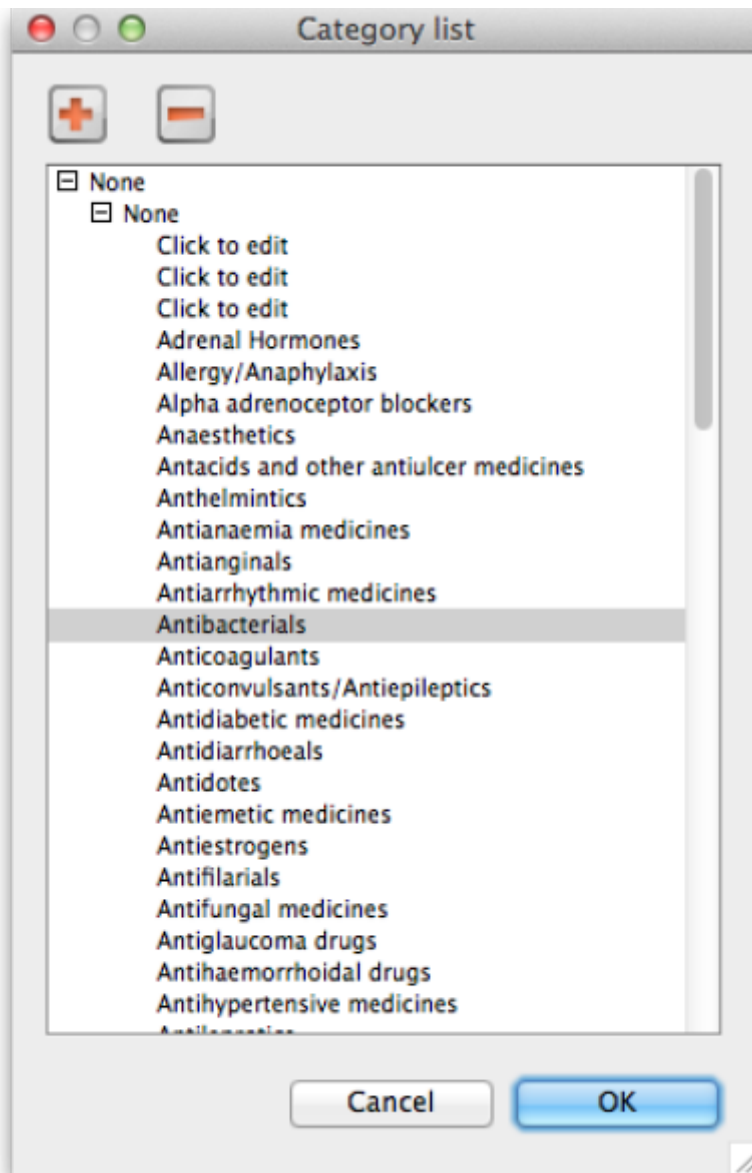 Category list
None
None
Click to edit
Click to edit
Click to edit
Adrenal Hormones
Allergy/Anaphylaxis
Alpha adrenoceptor blockers
Anaesthetics
Antacids and other antiulcer medicines
Anthelmintics
Antianaemia medicines
Antianginals
Antiarrhythmic medicines
Antibacterials
Anticoagulants
Anticonvulsants/Antiepileptics
Antidiabetic medicines
Antidiarrhoeals
Antidotes
Antiemetic medicines
Antiestrogens
Antifilarials
Antifungal medicines
Antiglaucoma drugs
Antihaemorrhoidal drugs
Antihypertensive medicines
Cancel OK